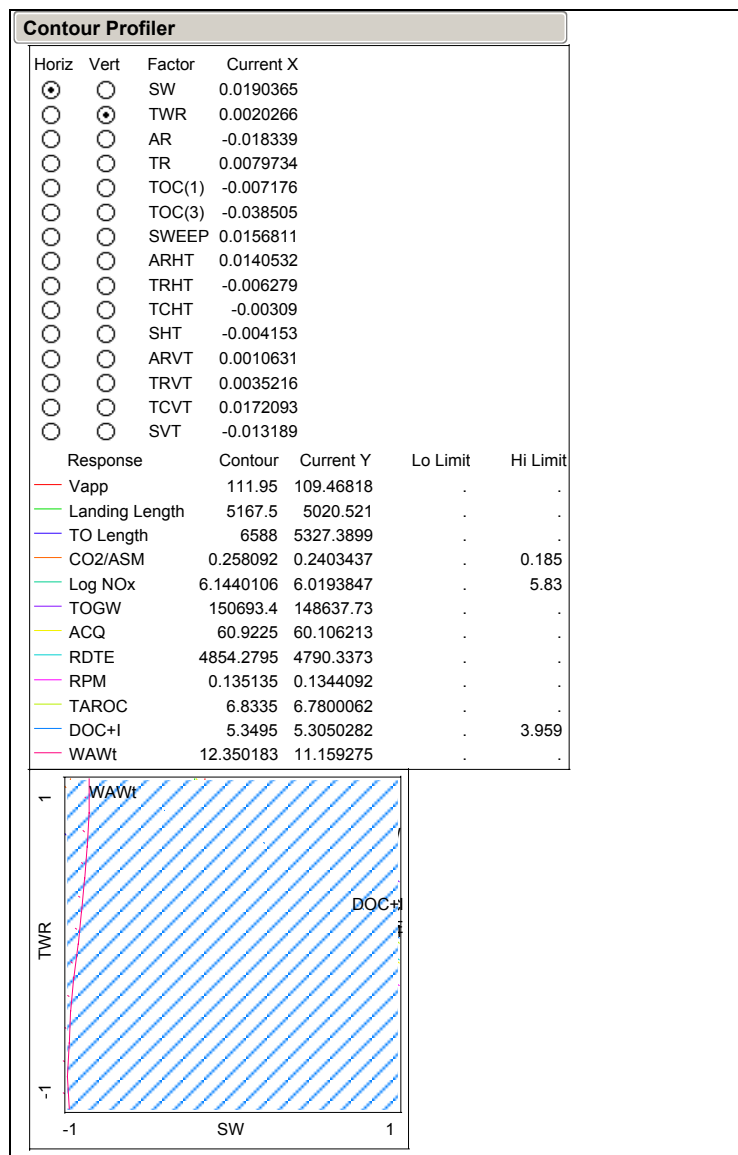 Contour Profiler
Horiz Vert Factor Current X
SW 0.0190365
TWR 0.0020266
AR -0.018339
TR 0.0079734
TOC(1) -0.007176
TOC(3) -0.038505
SWEEP 0.0156811
ARHT 0.0140532
TRHT -0.006279
TCHT -0.00309
SHT -0.004153
ARVT 0.0010631
TRVT 0.0035216
TCVT 0.0172093
SVT -0.013189
Response Contour Current Y Lo Limit Hi Limit
Vapp 111.95 109.46818 . .
Landing Length 5167.5 5020.521 . .
TO Length 6588 5327.3899 . .
CO2/ASM 0.258092 0.2403437 . 0.185
Log NOx 6.1440106 6.0193847 . 5.83
TOGW 150693.4 148637.73 . .
ACQ 60.9225 60.106213 . .
RDTE 4854.2795 4790.3373 . .
RPM 0.135135 0.1344092 . .
TAROC 6.8335 6.7800062 . .
DOC+I 5.3495 5.3050282 . 3.959
WAWt 12.350183 11.159275 . .
1
WAWt
DOC+I
TWR
-1
-1 SW 1